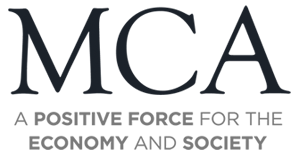 MCA
A POSITIVE FORCE FOR THE
ECONOMY AND SOCIETY